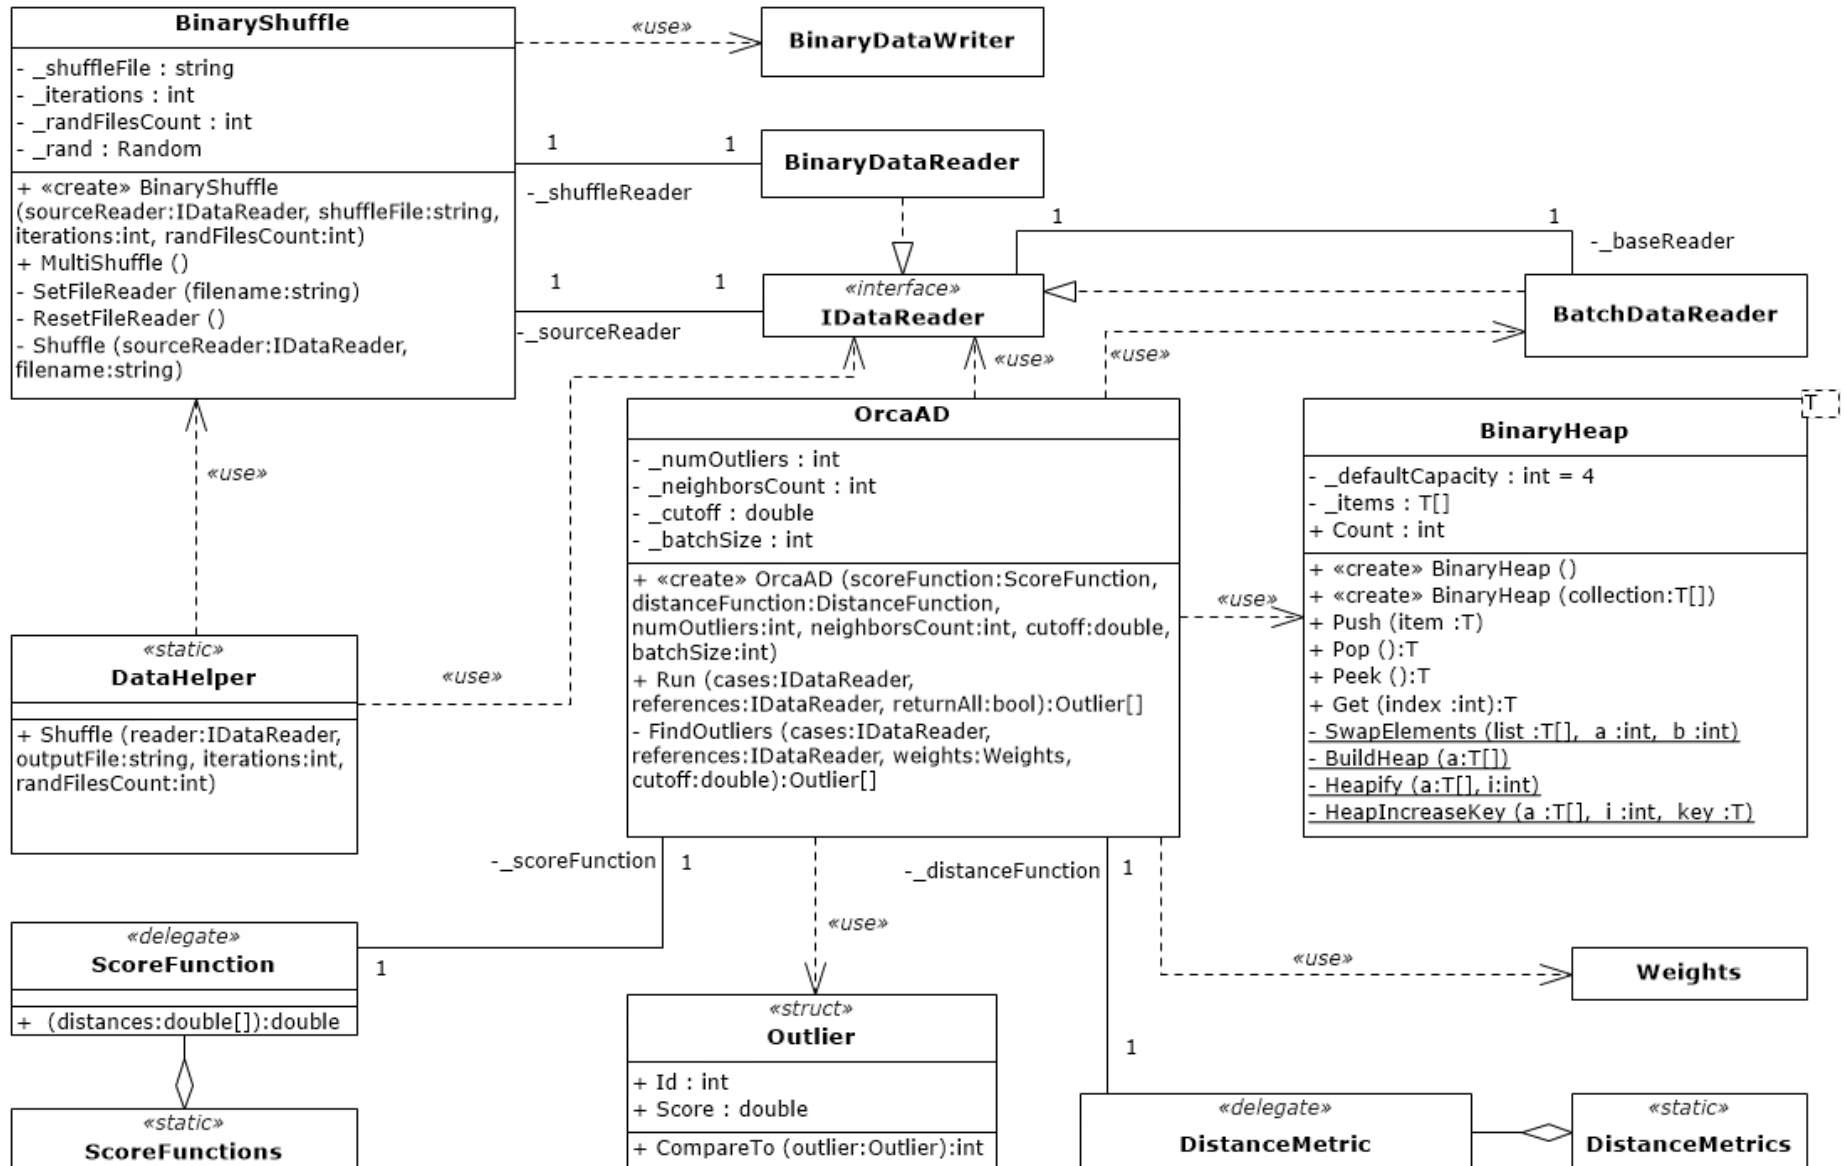 BinaryShuffle
- _shuffleFile : string
- _iterations : int
- _randFilesCount : int
- _rand : Random
+ «create» BinaryShuffle
(sourceReader:IDataReader, shuffleFile:string,
iterations:int, randFilesCount:int)
+ MultiShuffle ()
- SetFileReader (filename:string)
- ResetFileReader ()
- Shuffle (sourceReader:IDataReader,
filename:string)
«use»
BinaryDataWriter
1
1
-_shuffleReader
BinaryDataReader
1
1
-_sourceReader
«interface»
IDataReader
1
1
-_baseReader
BatchDataReader
«use»
«use»
«use»
«use»
OrcaAD
- _numOutliers : int
- _neighborsCount : int
- _cutoff : double
- _batchSize : int
+ «create» OrcaAD (scoreFunction:ScoreFunction,
distanceFunction:DistanceFunction,
numOutliers:int, neighborsCount:int, cutoff:double,
batchSize:int)
+ Run (cases:IDataReader,
references:IDataReader, returnAll:bool):Outlier[]
- FindOutliers (cases:IDataReader,
references:IDataReader, weights:Weights,
cutoff:double):Outlier[]
«use»
T
BinaryHeap
- _defaultCapacity : int = 4
- _items : T[]
+ Count : int
+ «create» BinaryHeap ()
+ «create» BinaryHeap (collection:T[])
+ Push (item :T)
+ Pop ():T
+ Peek ():T
+ Get (index :int):T
- SwapElements (list :T[], a :int, b :int)
- BuildHeap (a:T[])
- Heapify (a:T[], i:int)
- HeapIncreaseKey (a :T[], i :int, key :T)
«static»
DataHelper
+ Shuffle (reader:IDataReader,
outputFile:string, iterations:int,
randFilesCount:int)
-_scoreFunction
1
1
«delegate»
ScoreFunction
+ (distances:double[]):double
«static»
ScoreFunctions
«use»
«struct»
Outlier
+ Id : int
+ Score : double
+ CompareTo (outlier:Outlier):int
-_distanceFunction
1
1
«use»
Weights
«delegate»
DistanceMetric
«static»
DistanceMetrics